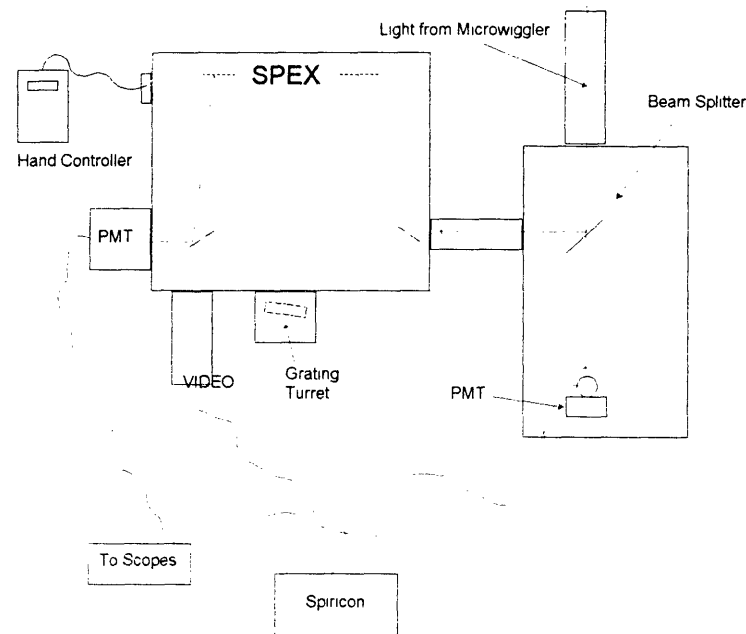 Light from Microwiggler
SPEX
Beam Splitter
Hand Controller
PMT
Grating
Turret
VIDEO
PMT
To Scopes
Spiricon